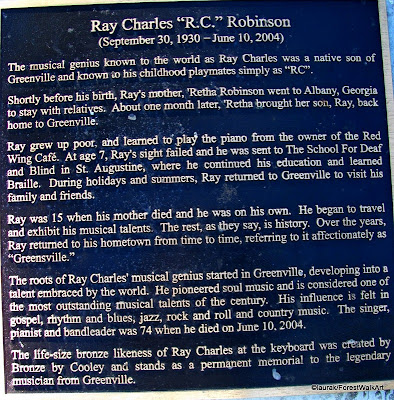 Ray Charles “R.C.” Robinson
(September 30, 1930 – June 10, 2004)
The musical genius known to the world as Ray Charles was a native son of
Greenville and known to his childhood playmates simply as “RC”.
Shortly before his birth, Ray's mother, 'Retha Robinson went to Albany, Georgia
to stay with relatives. About one month later, 'Retha brought her son, Ray, back
home to Greenville.
Ray grew up poor, and learned to play the piano from the owner of the Red
Wing Café. At age 7, Ray's sight failed and he was sent to The School For Deaf
and Blind in St. Augustine, where he continued his education and learned
Braille. During holidays and summers, Ray returned to Greenville to visit his
family and friends.
Ray was 15 when his mother died and he was on his own. He began to travel
and exhibit his musical talents. The rest, as they say, is history. Over the years,
Ray returned to his hometown from time to time, referring to it affectionately as
“Greensville.”
The roots of Ray Charles' musical genius started in Greenville, developing into a
talent embraced by the world. He pioneered soul music and is considered one of
the most outstanding musical talents of the century. His influence is felt in
gospel, rhythm and blues, jazz, rock and roll and country music. The singer,
pianist and bandleader was 74 when he died on June 10, 2004.
The life-size bronze likeness of Ray Charles at the keyboard was created by
Bronze by Cooley and stands as a permanent memorial to the legendary
musician from Greenville.
©laurak/ForestWalkArt